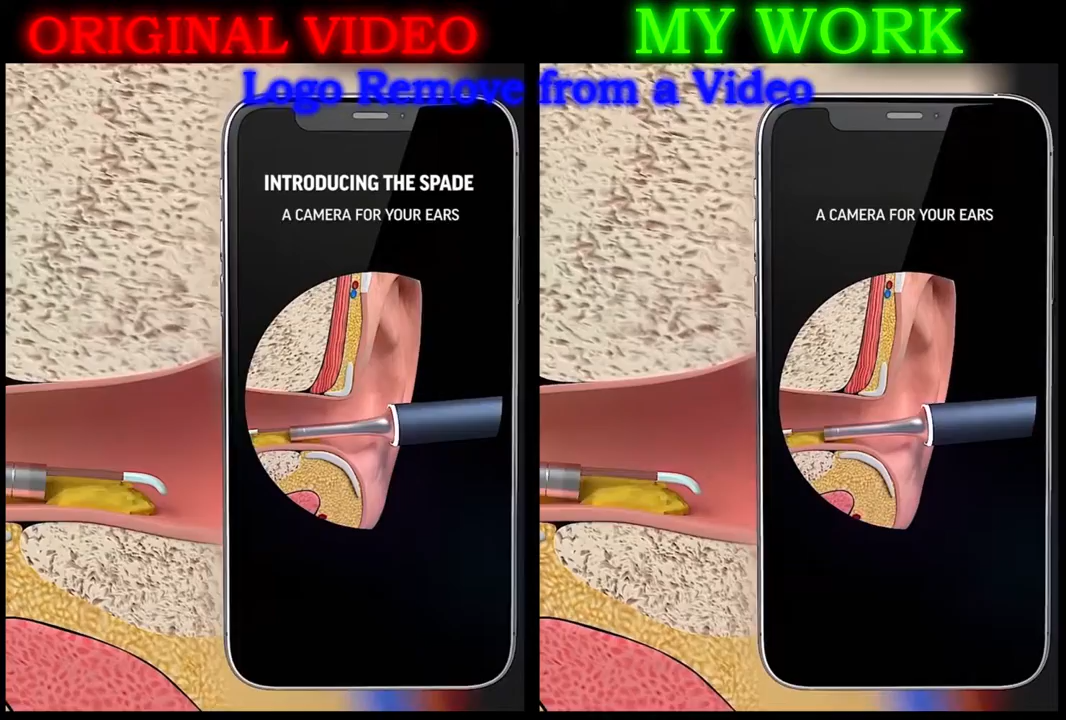 ORIGINAL VIDEO
MY WORK
Logo Remove from a Video
INTRODUCING THE SPADE
A CAMERA FOR YOUR EARS
A CAMERA FOR YOUR EARS